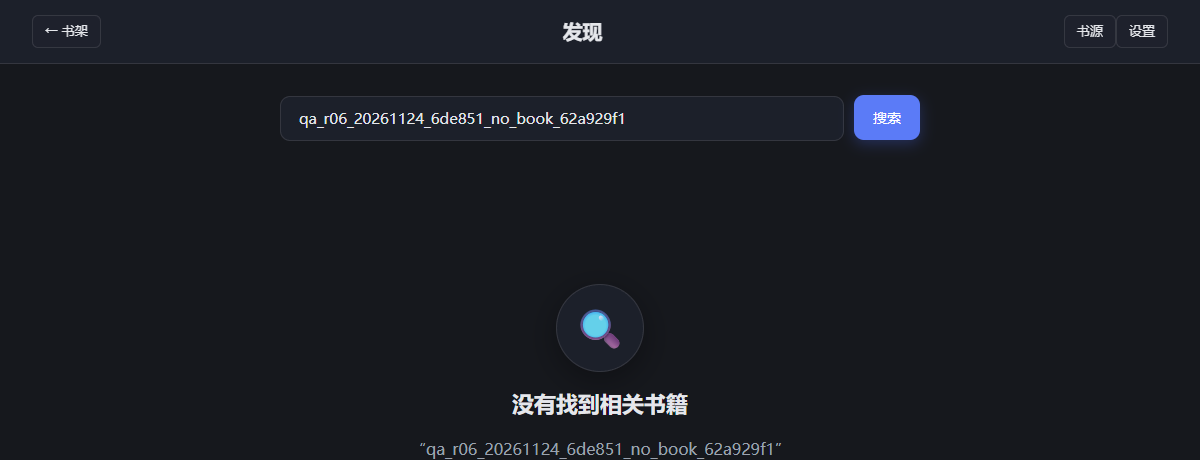 ← 书架
发现
书源
设置
qa_r06_20261124_6de851_no_book_62a929f1
搜索
没有找到相关书籍
“qa_r06_20261124_6de851_no_book_62a929f1”